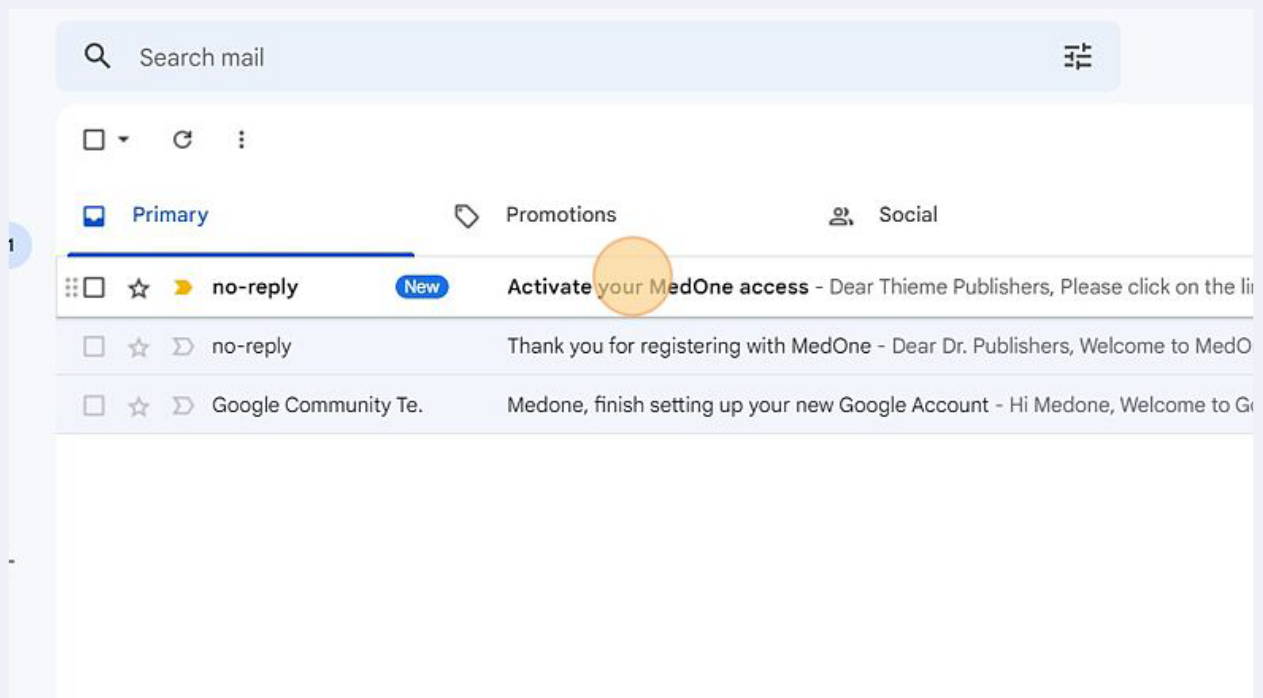 Search mail
Primary Promotions Social
1
no-reply New Activate your MedOne access - Dear Thieme Publishers, Please click on the
no-reply Thank you for registering with MedOne - Dear Dr. Publishers, Welcome to MedO
Google Community Te. Medone, finish setting up your new Google Account - Hi Medone, Welcome to